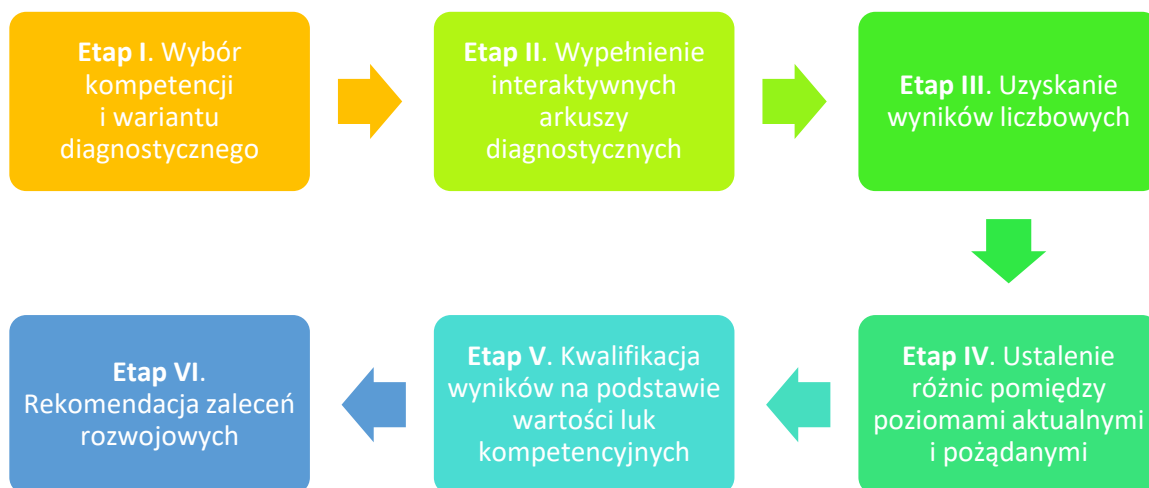 Etap I. Wybór
kompetencji
i wariantu
diagnostycznego
Etap II. Wypełnienie
interaktywnych
arkuszy
diagnostycznych
Etap III. Uzyskanie
wyników liczbowych
Etap IV. Ustalenie
różnic pomiędzy
poziomami aktualnymi
i pożądanymi
Etap V. Kwalifikacja
wyników na podstawie
wartości luk
kompetencyjnych
Etap VI.
Rekomendacja zaleceń
rozwojowych